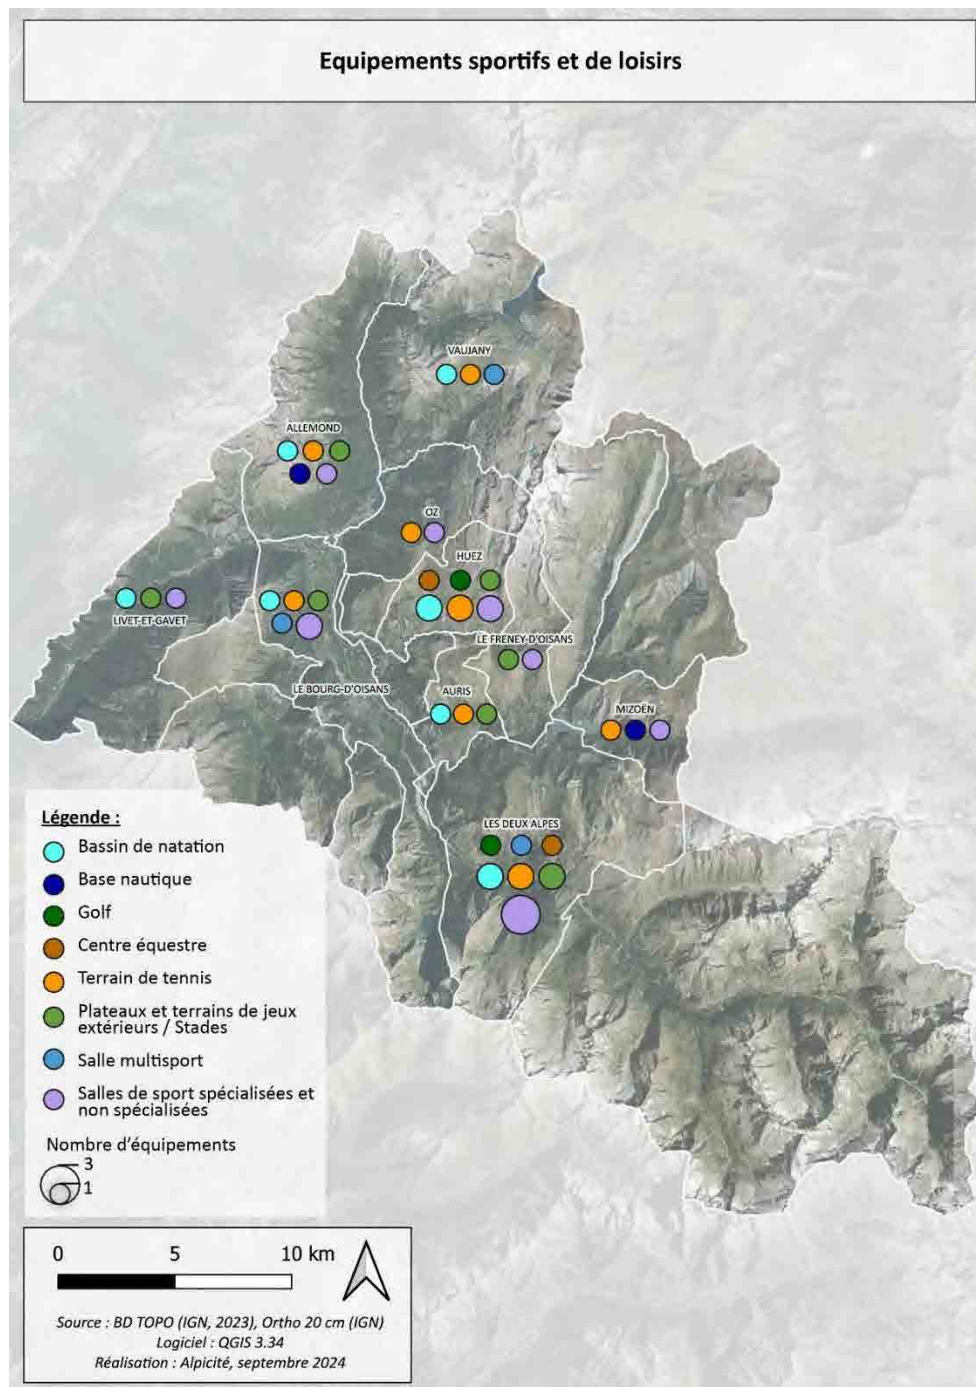 Equipements sportifs et de loisirs
VAUJANY
ALLEMOND
OZ
HUEZ
LIVET-ET-GAVET
LE FRENEY-D'OISANS
LE BOURG-D'OISANS
AURIS
MIZOËN
LES DEUX ALPES
Légende :
Bassin de natation
Base nautique
Golf
Centre équestre
Terrain de tennis
Plateaux et terrains de jeux
extérieurs / Stades
Salle multisport
Salles de sport spécialisées et
non spécialisées
Nombre d'équipements
3
1
0 5 10 km
Source : BD TOPO (IGN, 2023), Ortho 20 cm (IGN)
Logiciel : QGIS 3.34
Réalisation : Alpicité, septembre 2024